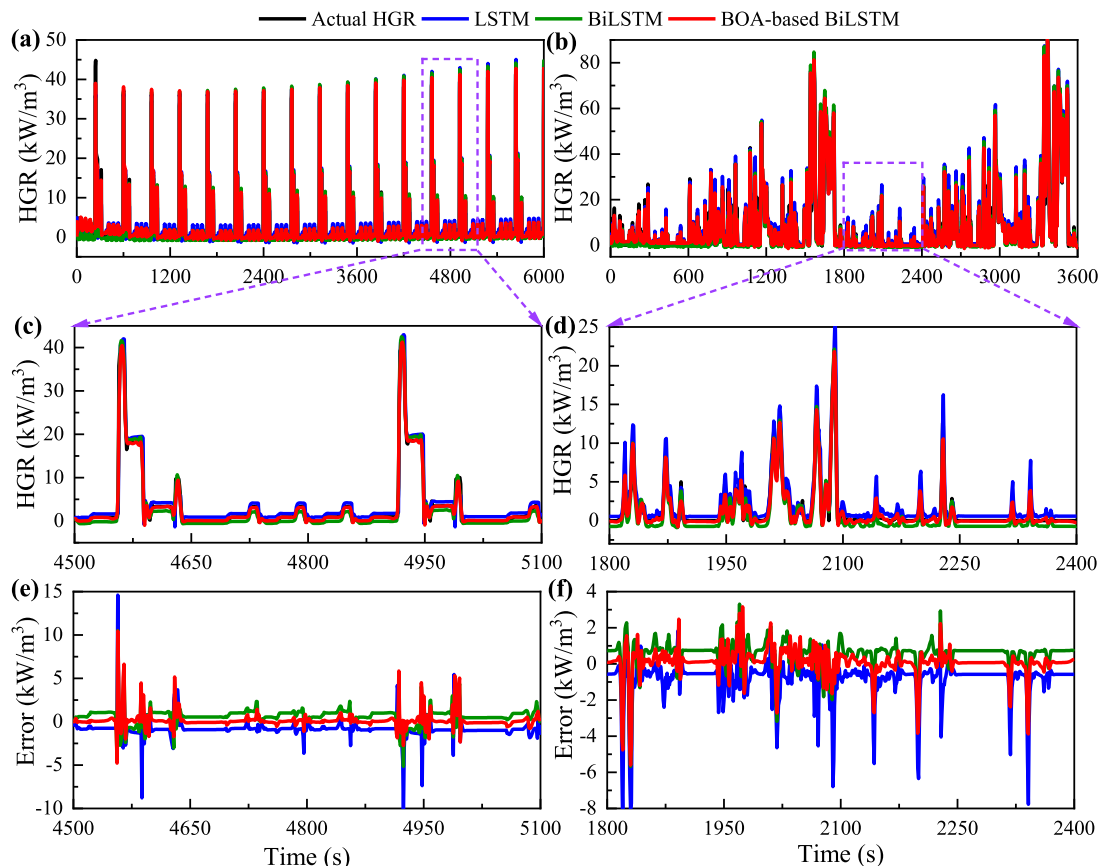 Actual HGR LSTM BiLSTM BOA-based BiLSTM
(a) (b)
HGR (kW/m³)
50
40
30
20
10
0
0 1200 2400 3600 4800 6000
HGR (kW/m³)
80
60
40
20
0
0 600 1200 1800 2400 3000 3600
(c) (d)
HGR (kW/m³)
40
30
20
10
0
4500 4650 4800 4950 5100
HGR (kW/m³)
25
20
15
10
5
0
1800 1950 2100 2250 2400
(e) (f)
Error (kW/m³)
15
10
5
0
-5
-10
4500 4650 4800 4950 5100
Time (s)
Error (kW/m³)
4
2
0
-2
-4
-6
-8
1800 1950 2100 2250 2400
Time (s)